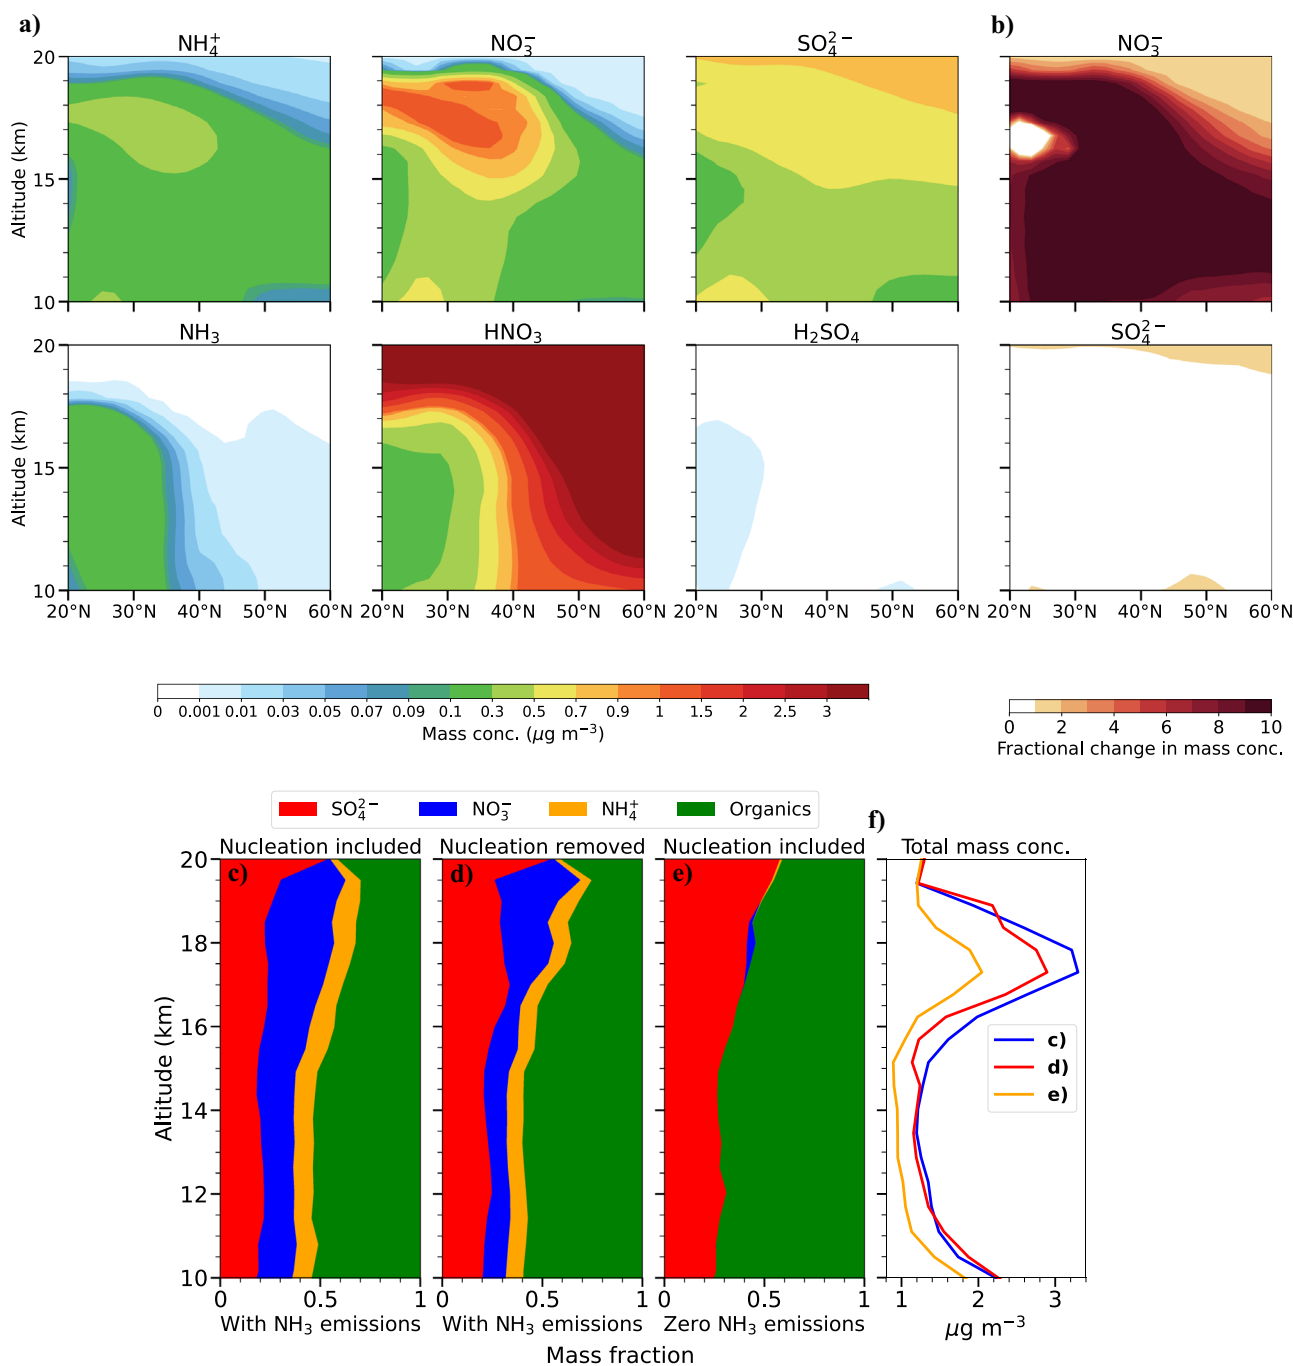 a)
b)
NH₄⁺
NO₃⁻
SO₄²⁻
NO₃⁻
20
15
10
Altitude (km)
NH₃
HNO₃
H₂SO₄
SO₄²⁻
20
15
10
Altitude (km)
20°N 30°N 40°N 50°N 60°N
20°N 30°N 40°N 50°N 60°N
20°N 30°N 40°N 50°N 60°N
20°N 30°N 40°N 50°N 60°N
0 0.001 0.01 0.03 0.05 0.07 0.09 0.1 0.3 0.5 0.7 0.9 1 1.5 2 2.5 3
Mass conc. (μg m⁻³)
0 2 4 6 8 10
Fractional change in mass conc.
SO₄²⁻ NO₃⁻ NH₄⁺ Organics
f)
Nucleation included
Nucleation removed
Nucleation included
Total mass conc.
c)
d)
e)
20
18
16
14
12
10
Altitude (km)
c)
d)
e)
0 0.5 1
0 0.5 1
0 0.5 1
1 2 3
With NH₃ emissions
With NH₃ emissions
Zero NH₃ emissions
μg m⁻³
Mass fraction